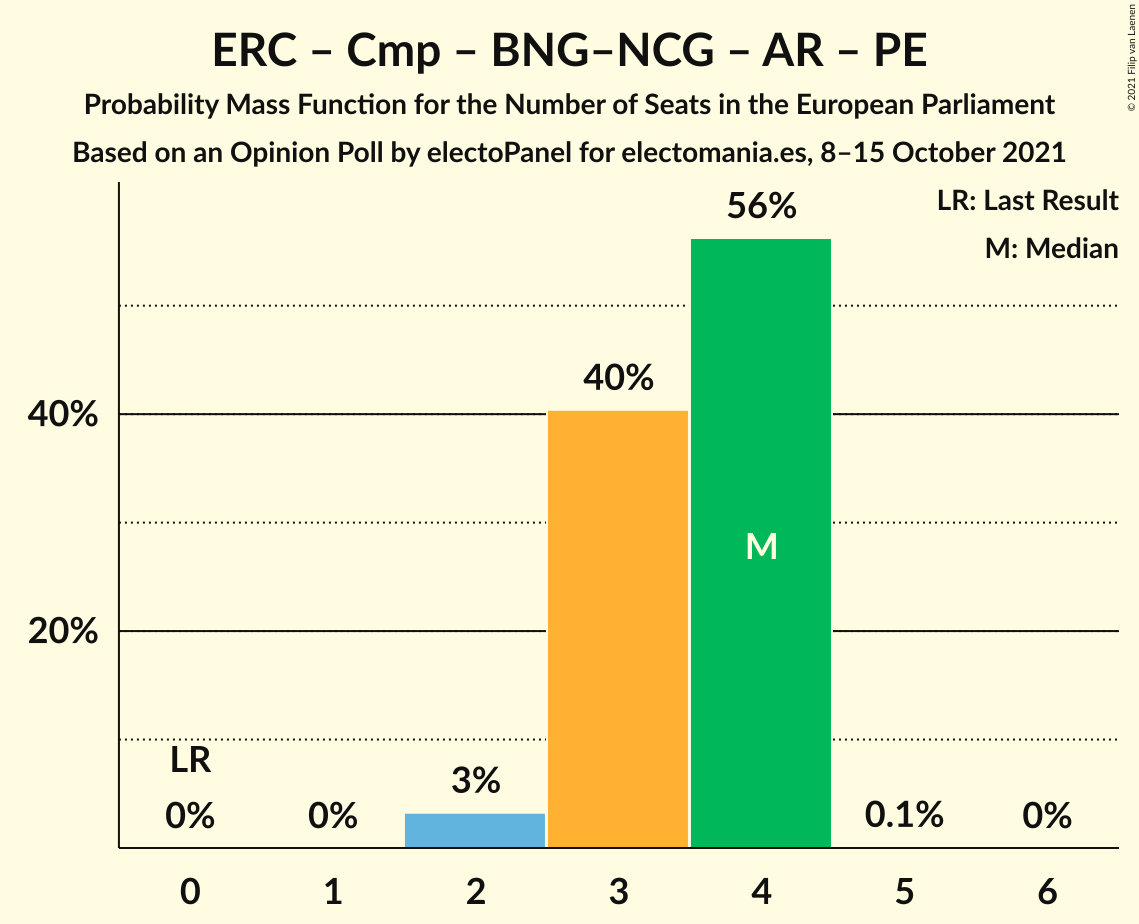 ERC – Cmp – BNG–NCG – AR – PE
Probability Mass Function for the Number of Seats in the European Parliament
Based on an Opinion Poll by electoPanel for electomania.es, 8–15 October 2021
© 2021 Filip van Laenen
LR: Last Result
M: Median
56%
40%
40%
M
20%
LR
3%
0%
0%
0.1%
0%
0
1
2
3
4
5
6